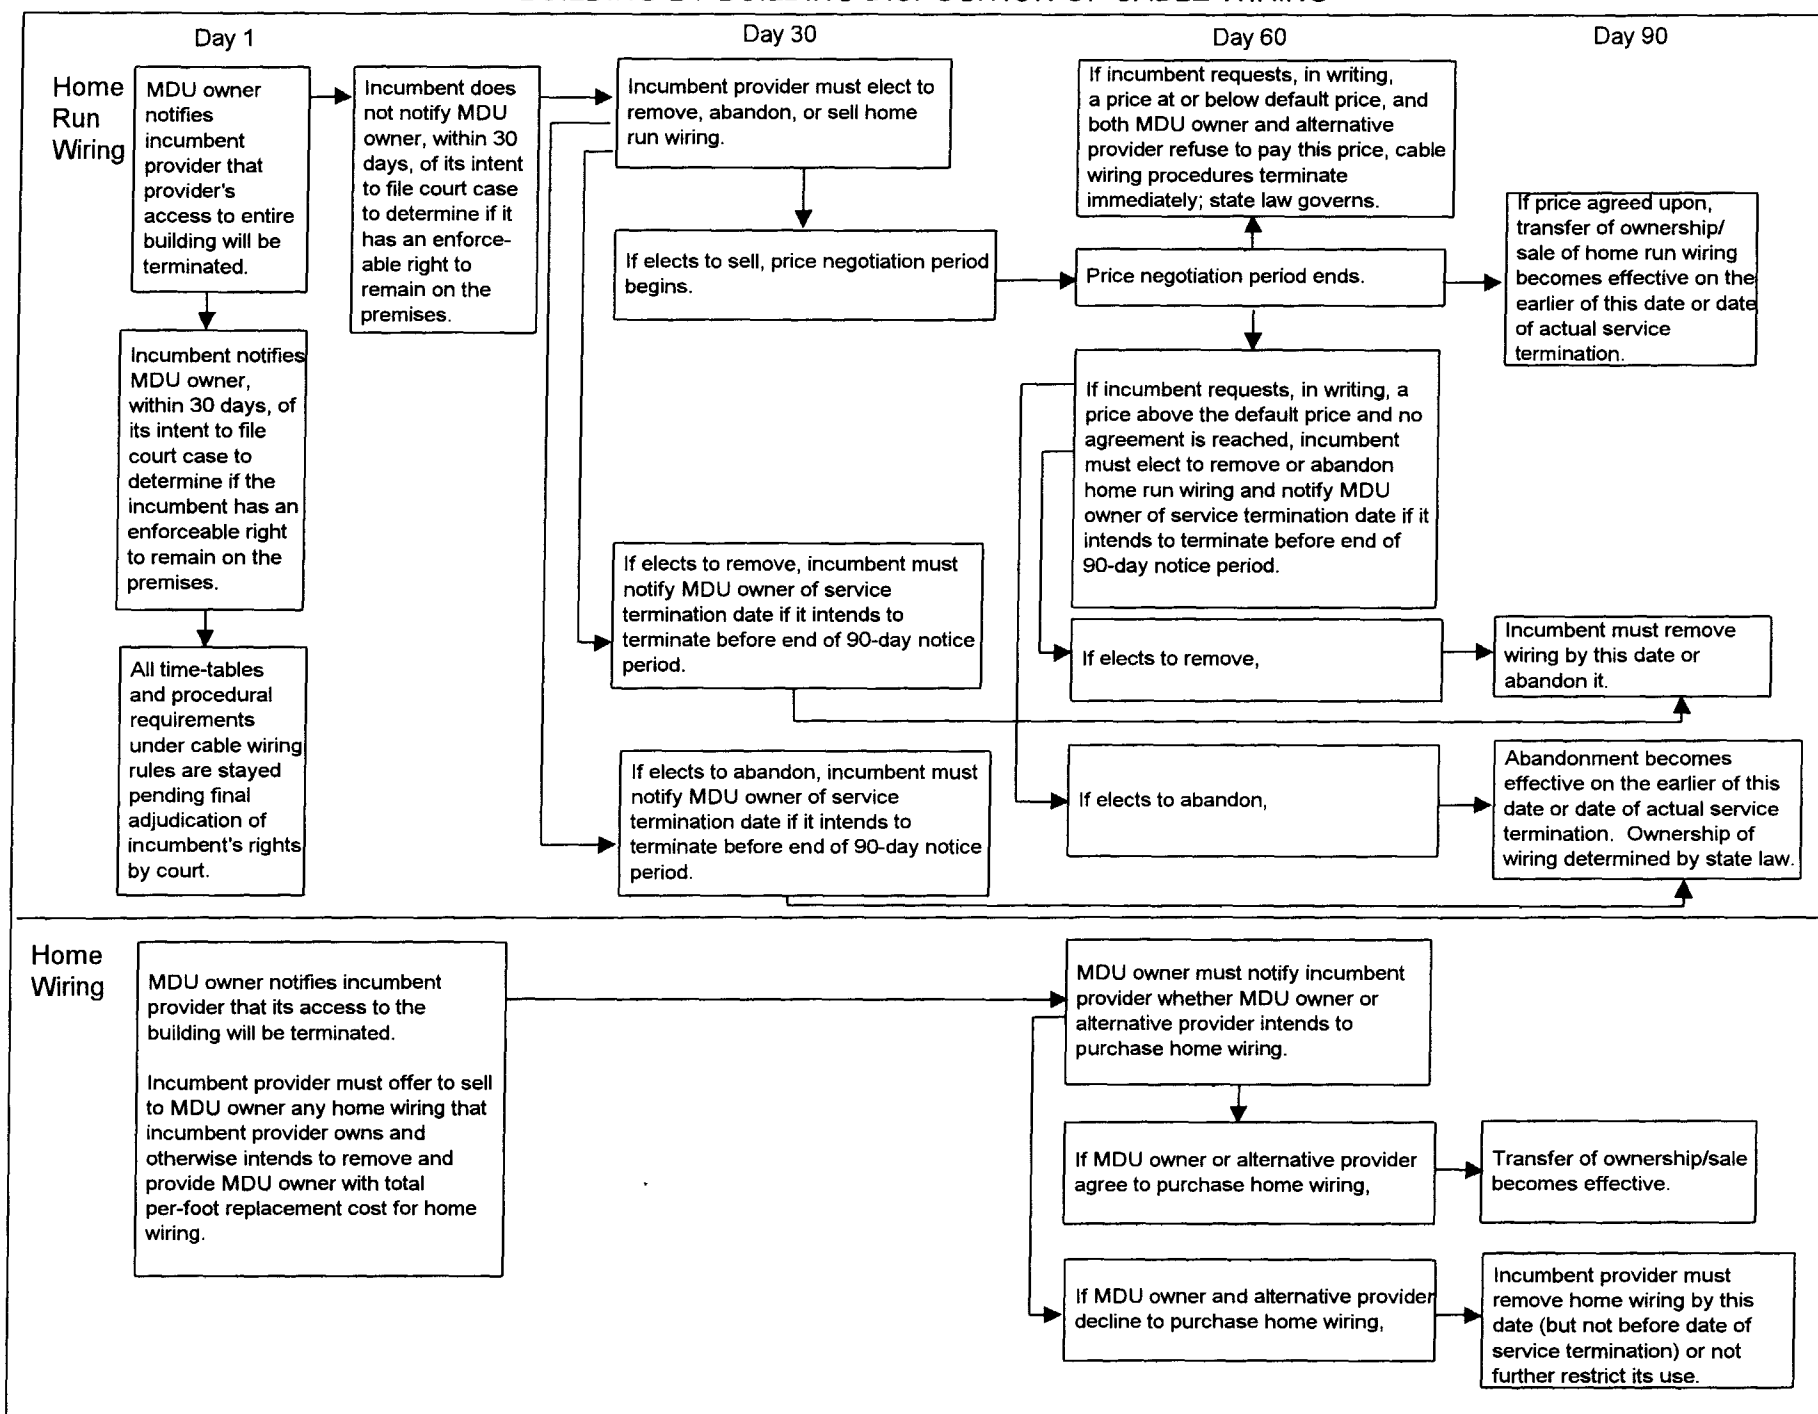 Day 1
Day 30
Day 60
Day 90
Home
Run
Wiring
MDU owner
notifies
incumbent
provider that
provider's
access to entire
building will be
terminated.
Incumbent does
not notify MDU
owner, within 30
days, of its intent
to file court case
to determine if it
has an enforce-
able right to
remain on the
premises.
Incumbent provider must elect to
remove, abandon, or sell home
run wiring.
If incumbent requests, in writing,
a price at or below default price, and
both MDU owner and alternative
provider refuse to pay this price, cable
wiring procedures terminate
immediately; state law governs.
If elects to sell, price negotiation period
begins.
Price negotiation period ends.
If price agreed upon,
transfer of ownership/
sale of home run wiring
becomes effective on the
earlier of this date or date
of actual service
termination.
Incumbent notifies
MDU owner,
within 30 days, of
its intent to file
court case to
determine if the
incumbent has an
enforceable right
to remain on the
premises.
If incumbent requests, in writing, a
price above the default price and no
agreement is reached, incumbent
must elect to remove or abandon
home run wiring and notify MDU
owner of service termination date if it
intends to terminate before end of
90-day notice period.
If elects to remove, incumbent must
notify MDU owner of service
termination date if it intends to
terminate before end of 90-day notice
period.
If elects to remove,
Incumbent must remove
wiring by this date or
abandon it.
All time-tables
and procedural
requirements
under cable wiring
rules are stayed
pending final
adjudication of
incumbent's rights
by court.
If elects to abandon, incumbent must
notify MDU owner of service
termination date if it intends to
terminate before end of 90-day notice
period.
If elects to abandon,
Abandonment becomes
effective on the earlier of this
date or date of actual service
termination. Ownership of
wiring determined by state law.
Home
Wiring
MDU owner notifies incumbent
provider that its access to the
building will be terminated.
Incumbent provider must offer to sell
to MDU owner any home wiring that
incumbent provider owns and
otherwise intends to remove and
provide MDU owner with total
per-foot replacement cost for home
wiring.
MDU owner must notify incumbent
provider whether MDU owner or
alternative provider intends to
purchase home wiring.
If MDU owner or alternative provider
agree to purchase home wiring,
Transfer of ownership/sale
becomes effective.
If MDU owner and alternative provider
decline to purchase home wiring,
Incumbent provider must
remove home wiring by this
date (but not before date of
service termination) or not
further restrict its use.